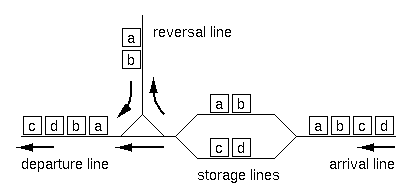 a
reversal line
b
a b
c d b a
a b c d
c d
departure line
storage lines
arrival line